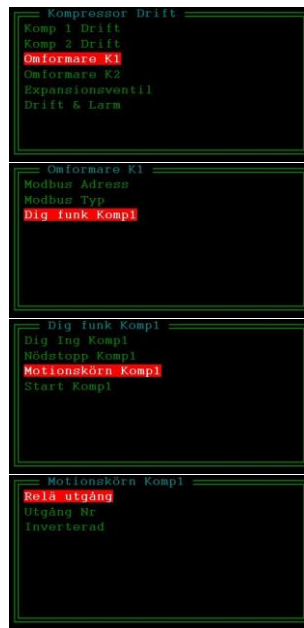 Kompressor Drift
Komp 1 Drift
Komp 2 Drift
Omformare K1
Omformare K2
Expansionsventil
Drift & Larm
Omformare K1
Modbus Adress
Modbus Typ
Dig funk Komp1
Dig funk Komp1
Dig Ing Komp1
Nödstopp Komp1
Motionskörn Komp1
Start Komp1
Motionskörn Komp1
Relä utgång
Utgång Nr
Inverterad